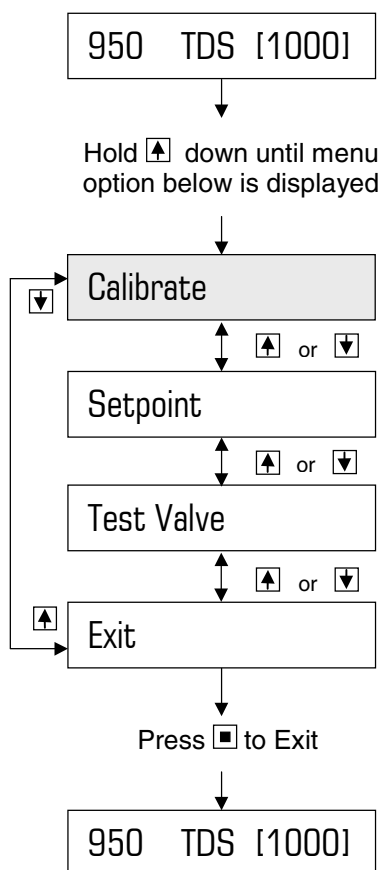 950 TDS [1000]
Hold down until menu
option below is displayed
Calibrate
or
Setpoint
or
Test Valve
or
Exit
Press to Exit
950 TDS [1000]